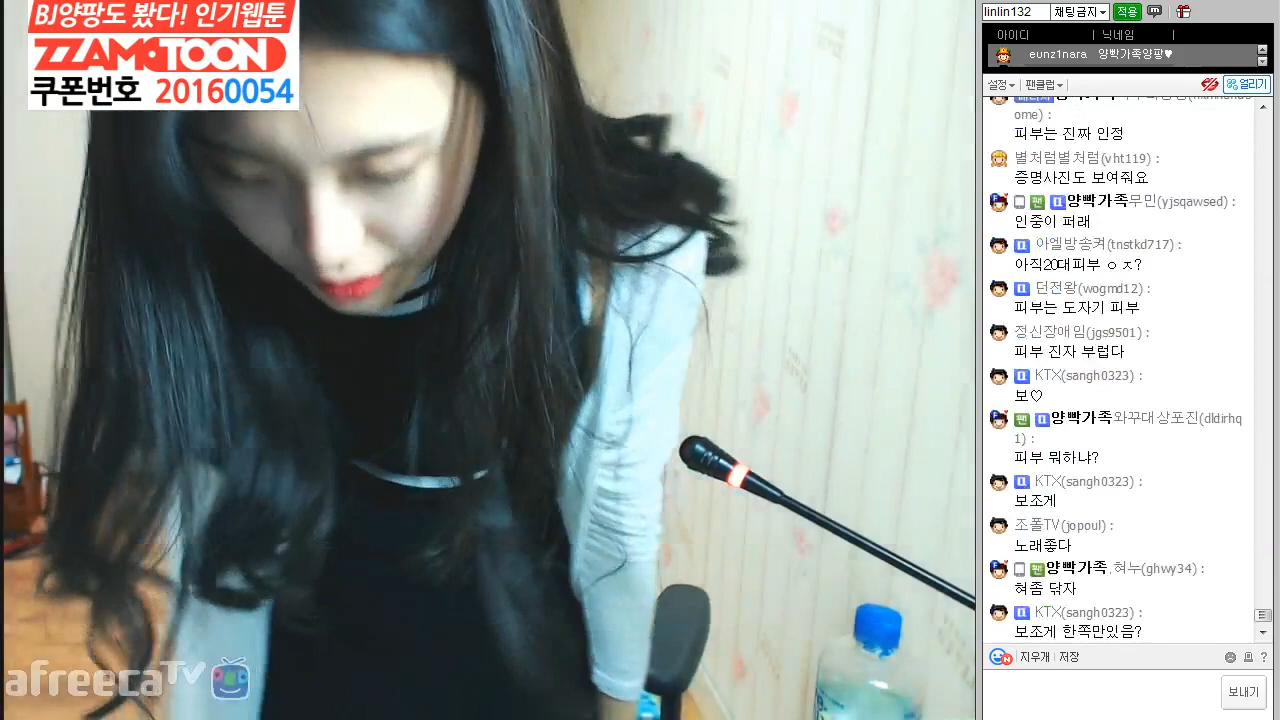 BJ양팡도 봤다! 인기웹툰
ZZAMTOON
쿠폰번호 20160054
afreecaTV
linlin132 채팅금지 적용
아이디 닉네임
eunz1nara 양빡가족양팡♥
설정 팬클럽 열리기
ome) :
피부는 진짜 인정
별처럼별처럼(vht119) :
증명사진도 보여줘요
팬 양빡가족무민(yjsqawsed) :
인중이 퍼래
아엘방송켜(tnstkd717) :
아직20대피부 ㅇ ㅈ?
던전왕(wogmd12) :
피부는 도자기 피부
정신장애임(jgs9501) :
피부 진자 부럽다
KTX(sangh0323) :
보♡
팬 양빡가족와꾸대상포진(dldirhq
1) :
피부 뭐하냐?
KTX(sangh0323) :
보조게
조폴TV(jopoul) :
노래좋다
팬 양빡가족.혀누(ghwy34) :
혀좀 닦자
KTX(sangh0323) :
보조게 한쪽만있음?
지우개 저장
보내기